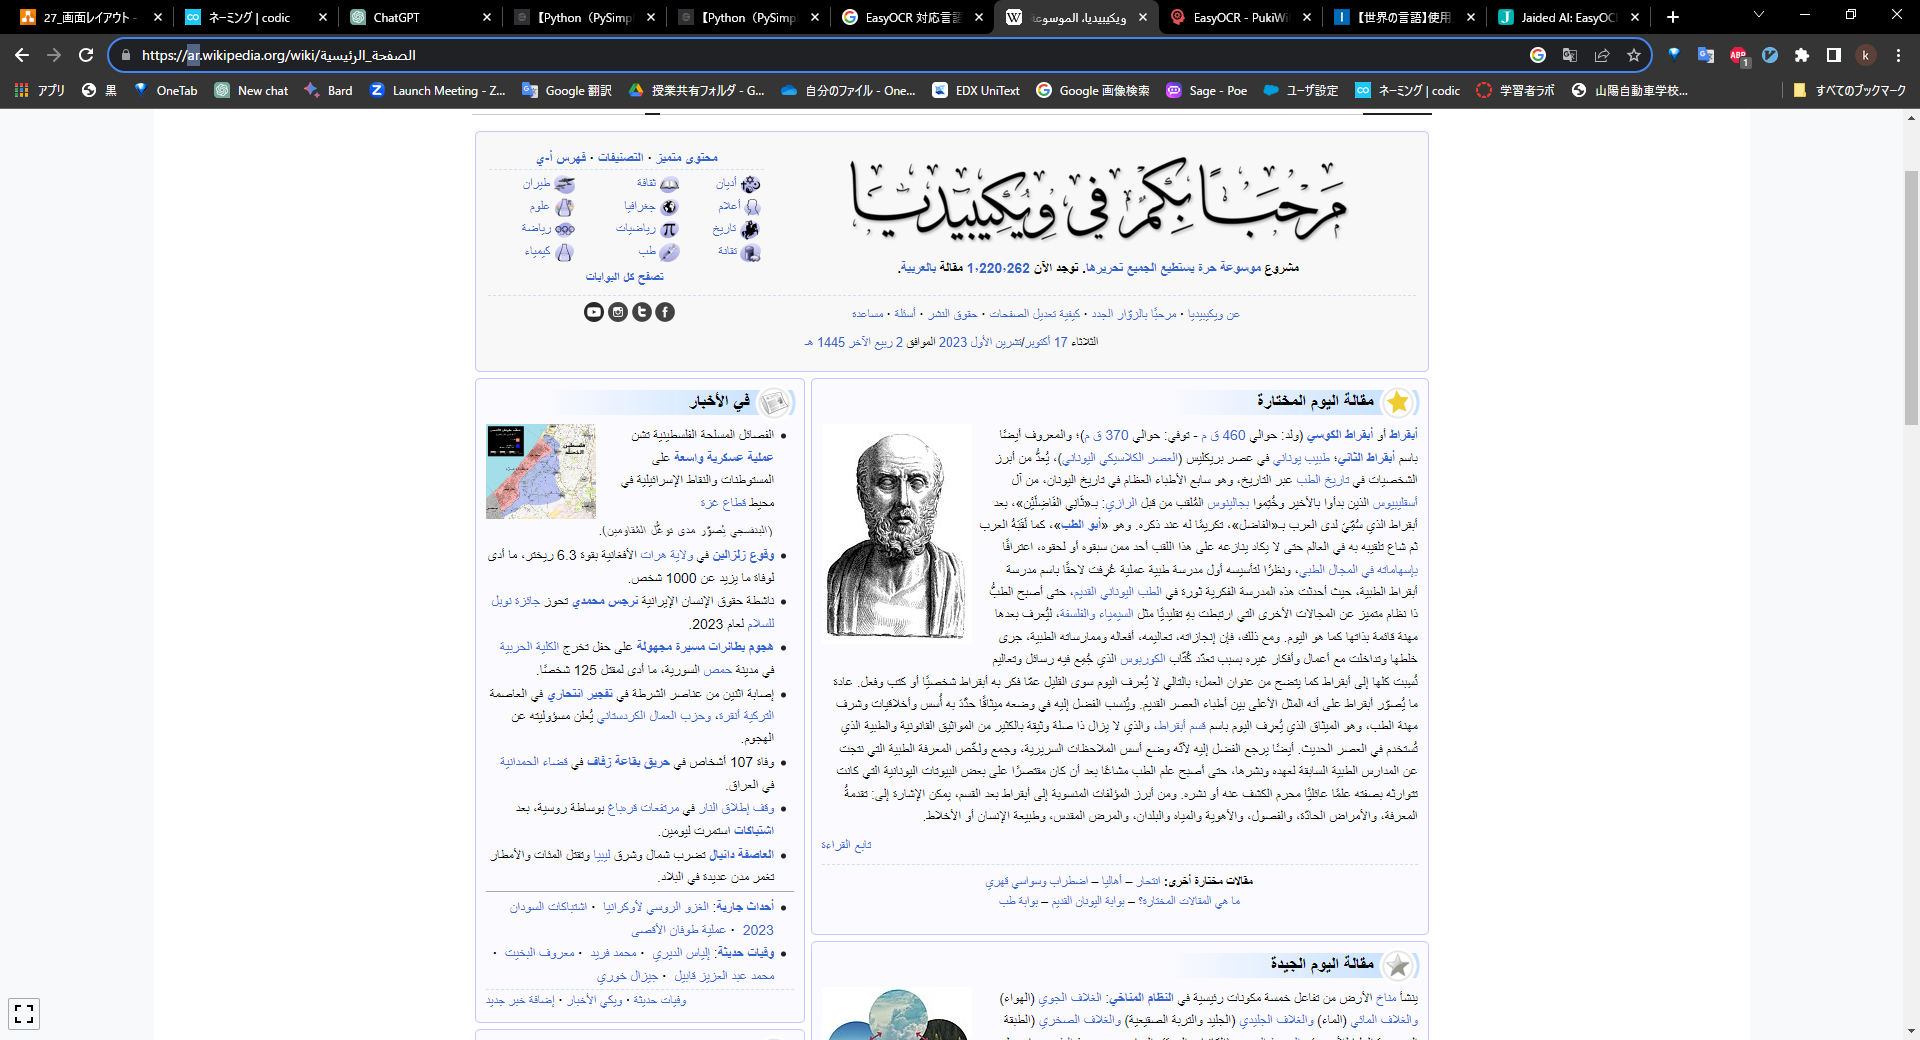 27_画面レイアウト -
ネーミング | codic
ChatGPT
【Python（PySimp
【Python（PySimp
EasyOCR 対応言語
ويكيبيديا، الموسوعة
EasyOCR - PukiWi
【世界の言語】使用
Jaided AI: EasyOC
https://ar.wikipedia.org/wiki/الصفحة_الرئيسية
アプリ
黒
OneTab
New chat
Bard
Launch Meeting - Z...
Google 翻訳
授業共有フォルダ - G...
自分のファイル - One...
EDX UniText
Google 画像検索
Sage - Poe
ユーザ設定
ネーミング | codic
学習者ラボ
山陽自動車学校...
すべてのブックマーク
مرحبًا بكم في ويكيبيديا
مشروع موسوعة حرة يستطيع الجميع تحريرها. توجد الآن 1٬220٬262 مقالة بالعربية.
محتوى متميز · التصنيفات · فهرس أ-ي
أديان ثقافة طيران
أعلام جغرافيا علوم
تاريخ رياضيات رياضة
تقانة طب كيمياء
تصفح كل البوابات
عن ويكيبيديا · مرحبًا بالزوّار الجدد · كيفية تعديل الصفحات · حقوق النشر · أسئلة · مساعدة
الثلاثاء 17 أكتوبر/تشرين الأول 2023 الموافق 2 ربيع الآخر 1445 هـ
مقالة اليوم المختارة
أبقراط أو أبقراط الكوسي (ولد: حوالي 460 ق م - توفي: حوالي 370 ق م)؛ والمعروف أيضًا
باسم أبقراط الثاني؛ طبيب يوناني في عصر بريكليس (العصر الكلاسيكي اليوناني)، يُعدُّ من أبرز
الشخصيات في تاريخ الطب عبر التاريخ، وهو سابع الأطباء العظام في تاريخ اليونان، من آل
أسقليبيوس الذين بدأوا بالأخير وخُتِموا بجالينوس المُلقب من قبل الرازي: بـ«ثَانِي الفَاضِلَيْن»، بعد
أبقراط الذي سُمِّيَ لدى العرب بـ«الفاضل»، تكريمًا له عند ذكره. وهو «أبو الطب»، كما لَقَبَهُ العرب
ثم شاع تلقيبه به في العالم حتى لا يكاد ينازعه على هذا اللقب أحد ممن سبقوه أو لحقوه، اعترافًا
بإسهاماته في المجال الطبي، ونظرًا لتأسيسه أول مدرسة طبية عملية عُرِفت لاحقًا باسم مدرسة
أبقراط الطبية، حيث أحدثت هذه المدرسة الفكرية ثورة في الطب اليوناني القديم، حتى أصبح الطبُّ
ذا نظام متميز عن المجالات الأخرى التي ارتبطت بهِ تقليديًا مثل السيمياء والفلسفة، ليُعرف بعدها
مهنة قائمة بذاتها كما هو اليوم. ومع ذلك، فإن إنجازاته، تعاليمه، أفعاله وممارساته الطبية، جرى
خلطها وتداخلت مع أعمال وأفكار غيره بسبب تعدّد كُتّاب الكوربوس الذي جُمِع فيه رسائل وتعاليم
نُسِبت كلها إلى أبقراط كما يتضح من عنوان العمل؛ بالتالي لا يُعرف اليوم سوى القليل عمّا فكر به أبقراط شخصيًّا أو كتب وفعل. عادة
ما يُصوّر أبقراط على أنه المثل الأعلى بين أطباء العصر القديم. ويُنسب الفضل إليه في وضعه ميثاقًا حدَّدَ به أُسس وأخلاقيات وشرف
مهنة الطب، وهو الميثاق الذي يُعرف اليوم باسم قسم أبقراط، والذي لا يزال ذا صلة وثيقة بالكثير من المواثيق القانونية والطبية الذي
تُستخدم في العصر الحديث. أيضًا يرجع الفضل إليه لأنّه وضع أسس الملاحظات السريرية، وجمع ولخّص المعرفة الطبية التي نتجت
عن المدارس الطبية السابقة لعهده ونشرها، حتى أصبح علم الطب مشاعًا بعد أن كان مقتصرًا على بعض البيوتات اليونانية التي كانت
تتوارثه بصفته علمًا عائليًّا محرم الكشف عنه أو نشره. ومن أبرز المؤلفات المنسوبة إلى أبقراط بعد القسم، يمكن الإشارة إلى: تقدمةُ
المعرفة، والأمراض الحادّة، والفصول، والأهوية والمياه والبلدان، والمرض المقدس، وطبيعة الإنسان أو الأخلاط.
تابع القراءة
مقالات مختارة أخرى: انتحار – أهاليا – اضطراب وسواسي قهري
ما هي المقالات المختارة؟ – بوابة اليونان القديم – بوابة طب
مقالة اليوم الجيدة
ينشأ مناخ الأرض من تفاعل خمسة مكونات رئيسية في النظام المناخي: الغلاف الجوي (الهواء)
والغلاف المائي (الماء) والغلاف الجليدي (الجليد والتربة الصقيعية) والغلاف الصخري (الطبقة
في الأخبار
الفصائل المسلحة الفلسطينية تشن
عملية عسكرية واسعة على
المستوطنات والنقاط الإسرائيلية في
محيط قطاع غزة
(البنفسجي يُصوّر مدى توغُّل المُقاومين).
وقوع زلزالين في ولاية هرات الأفغانية بقوة 6.3 ريختر، ما أدى
لوفاة ما يزيد عن 1000 شخص.
ناشطة حقوق الإنسان الإيرانية نرجس محمدي تحوز جائزة نوبل
للسلام لعام 2023.
هجوم بطائرات مسيرة مجهولة على حفل تخرج الكلية الحربية
في مدينة حمص السورية، ما أدى لمقتل 125 شخصًا.
إصابة اثنين من عناصر الشرطة في تفجير انتحاري في العاصمة
التركية أنقرة، وحزب العمال الكردستاني يُعلن مسؤوليته عن
الهجوم.
وفاة 107 أشخاص في حريق بقاعة زفاف في قضاء الحمدانية
في العراق.
وقف إطلاق النار في مرتفعات قره باغ بوساطة روسية، بعد
اشتباكات استمرت ليومين.
العاصفة دانيال تضرب شمال وشرق ليبيا وتقتل المئات والأمطار
تغمر مدن عديدة في البلاد.
أحداث جارية: الغزو الروسي لأوكرانيا · اشتباكات السودان
2023 · عملية طوفان الأقصى
وفيات حديثة: إلياس الديري · محمد فريد · معروف البخيت ·
محمد عبد العزيز قابيل · جيزال خوري
وفيات حديثة · ويكي الأخبار · إضافة خبر جديد